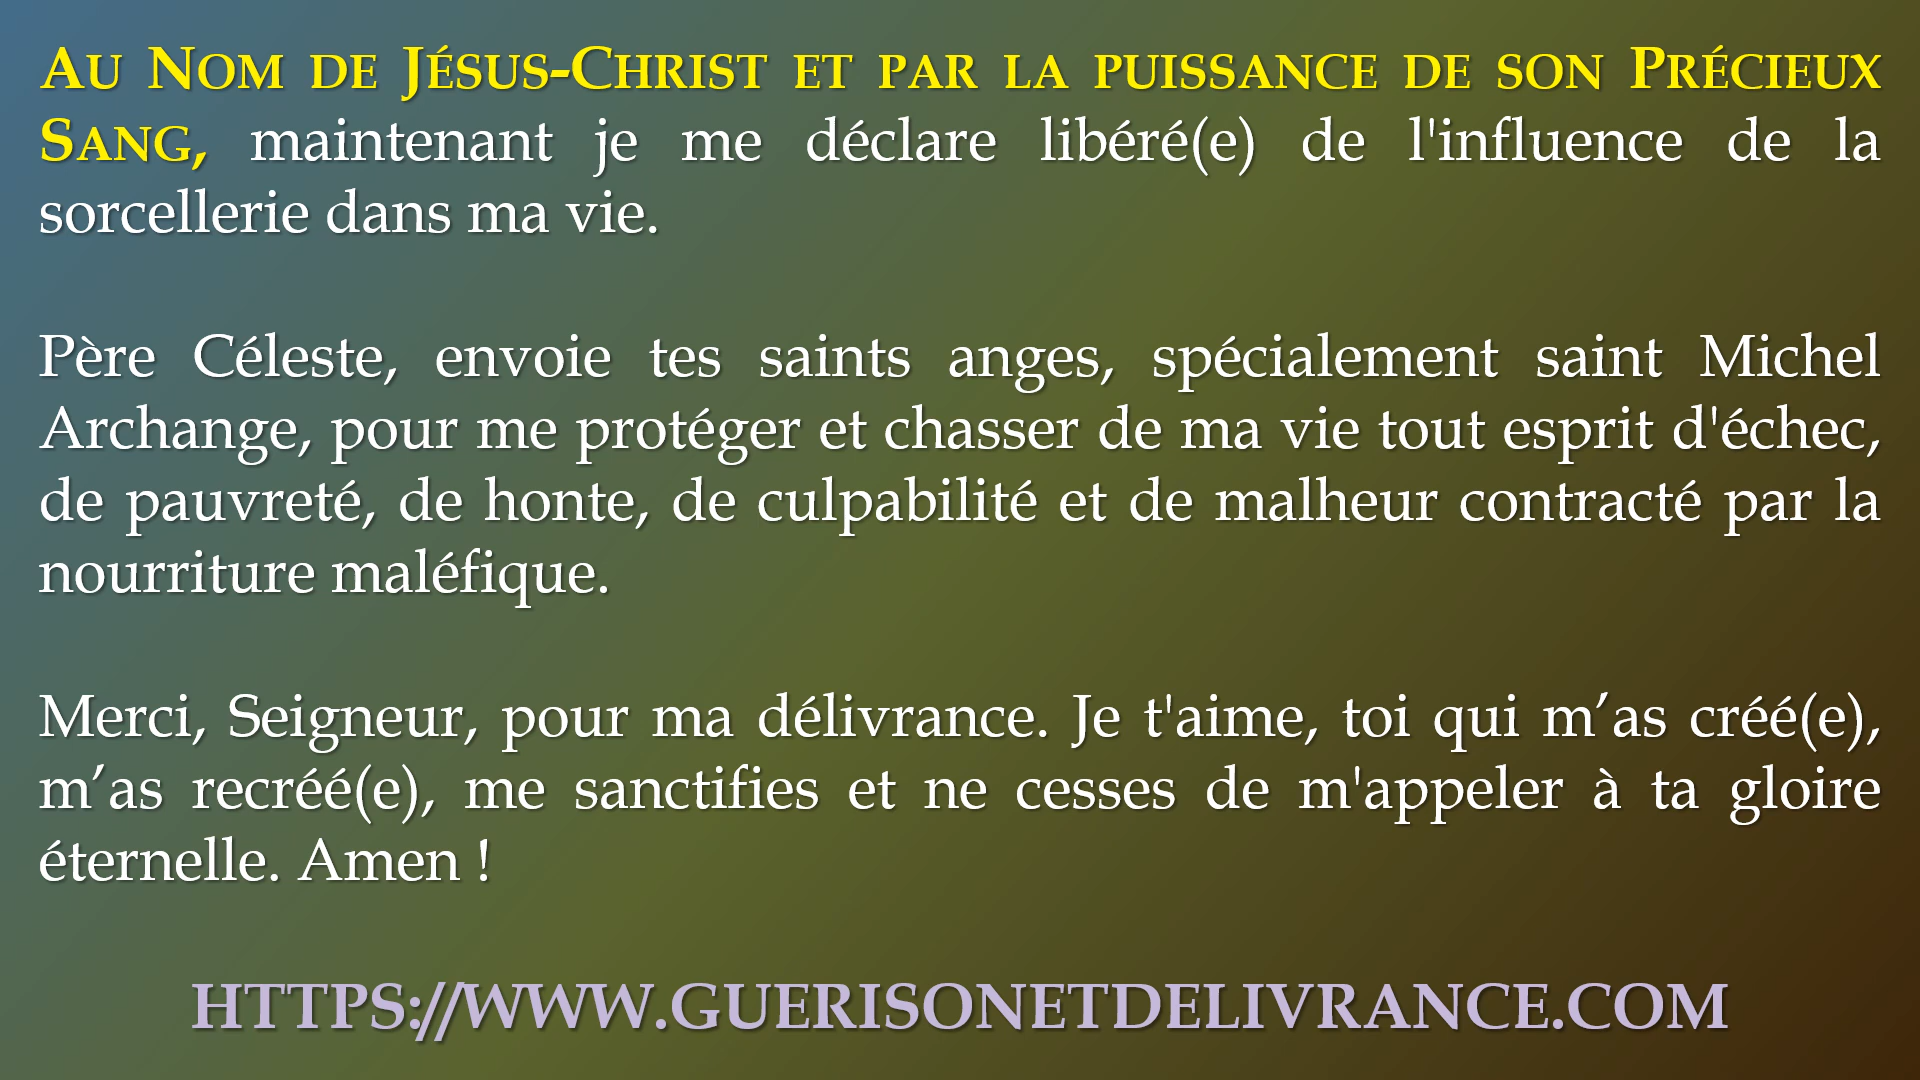 Au Nom de Jésus-Christ et par la puissance de son Précieux
Sang, maintenant je me déclare libéré(e) de l'influence de la
sorcellerie dans ma vie.
Père Céleste, envoie tes saints anges, spécialement saint Michel
Archange, pour me protéger et chasser de ma vie tout esprit d'échec,
de pauvreté, de honte, de culpabilité et de malheur contracté par la
nourriture maléfique.
Merci, Seigneur, pour ma délivrance. Je t'aime, toi qui m’as créé(e),
m’as recréé(e), me sanctifies et ne cesses de m'appeler à ta gloire
éternelle. Amen !
HTTPS://WWW.GUERISONETDELIVRANCE.COM